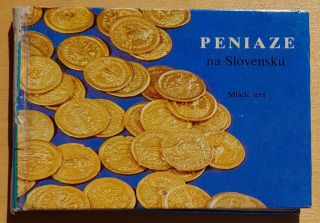 PENIAZE
na Slovensku
Mladé letá